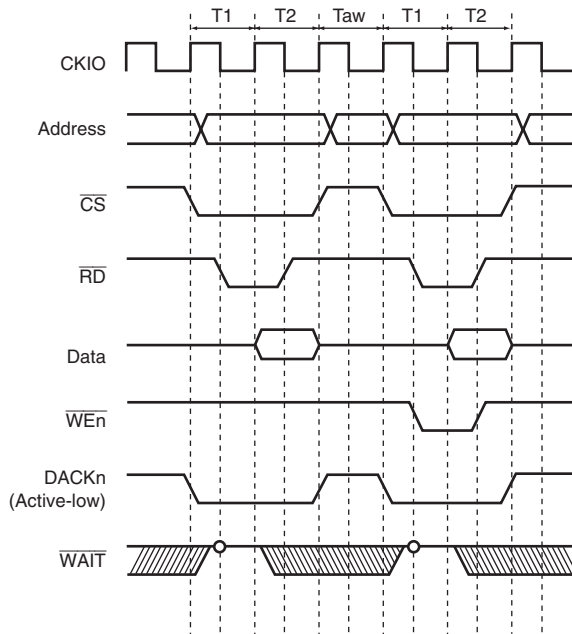 T1 T2 Taw T1 T2
CKIO
Address
CS
RD
Data
WEn
DACKn
(Active-low)
WAIT